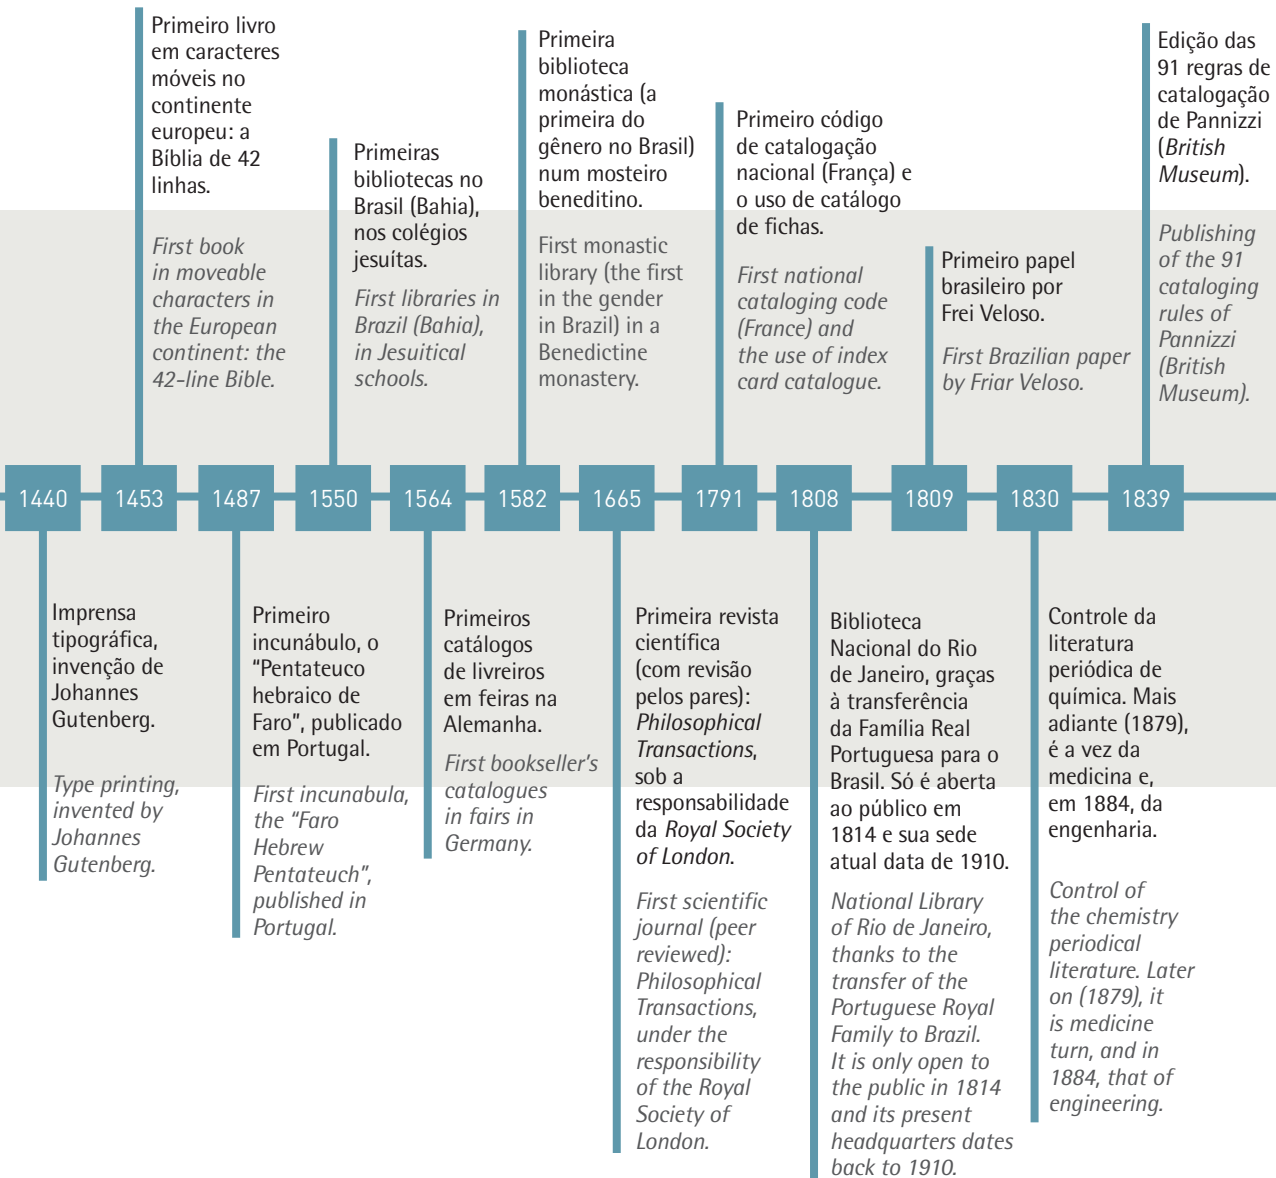 Primeiro livro
em caracteres
móveis no
continente
europeu: a
Bíblia de 42
linhas.
First book
in moveable
characters in
the European
continent: the
42-line Bible.
Primeiras
bibliotecas no
Brasil (Bahia),
nos colégios
jesuítas.
First libraries in
Brazil (Bahia),
in Jesuitical
schools.
Primeira
biblioteca
monástica (a
primeira do
gênero no Brasil)
num mosteiro
beneditino.
First monastic
library (the first
in the gender
in Brazil) in a
Benedictine
monastery.
Primeiro código
de catalogação
nacional (França) e
o uso de catálogo
de fichas.
First national
cataloging code
(France) and
the use of index
card catalogue.
Primeiro papel
brasileiro por
Frei Veloso.
First Brazilian paper
by Friar Veloso.
Edição das
91 regras de
catalogação
de Pannizzi
(British
Museum).
Publishing
of the 91
cataloging
rules of
Pannizzi
(British
Museum).
1440 1453 1487 1550 1564 1582 1665 1791 1808 1809 1830 1839
Imprensa
tipográfica,
invenção de
Johannes
Gutenberg.
Type printing,
invented by
Johannes
Gutenberg.
Primeiro
incunábulo, o
“Pentateuco
hebraico de
Faro”, publicado
em Portugal.
First incunabula,
the “Faro
Hebrew
Pentateuch”,
published in
Portugal.
Primeiros
catálogos
de livreiros
em feiras na
Alemanha.
First bookseller’s
catalogues
in fairs in
Germany.
Primeira revista
científica
(com revisão
pelos pares):
Philosophical
Transactions,
sob a
responsabilidade
da Royal Society
of London.
First scientific
journal (peer
reviewed):
Philosophical
Transactions,
under the
responsibility
of the Royal
Society of
London.
Biblioteca
Nacional do Rio
de Janeiro, graças
à transferência
da Família Real
Portuguesa para o
Brasil. Só é aberta
ao público em
1814 e sua sede
atual data de 1910.
National Library
of Rio de Janeiro,
thanks to the
transfer of the
Portuguese Royal
Family to Brazil.
It is only open to
the public in 1814
and its present
headquarters dates
back to 1910.
Controle da
literatura
periódica de
química. Mais
adiante (1879),
é a vez da
medicina e,
em 1884, da
engenharia.
Control of
the chemistry
periodical
literature. Later
on (1879), it
is medicine
turn, and in
1884, that of
engineering.